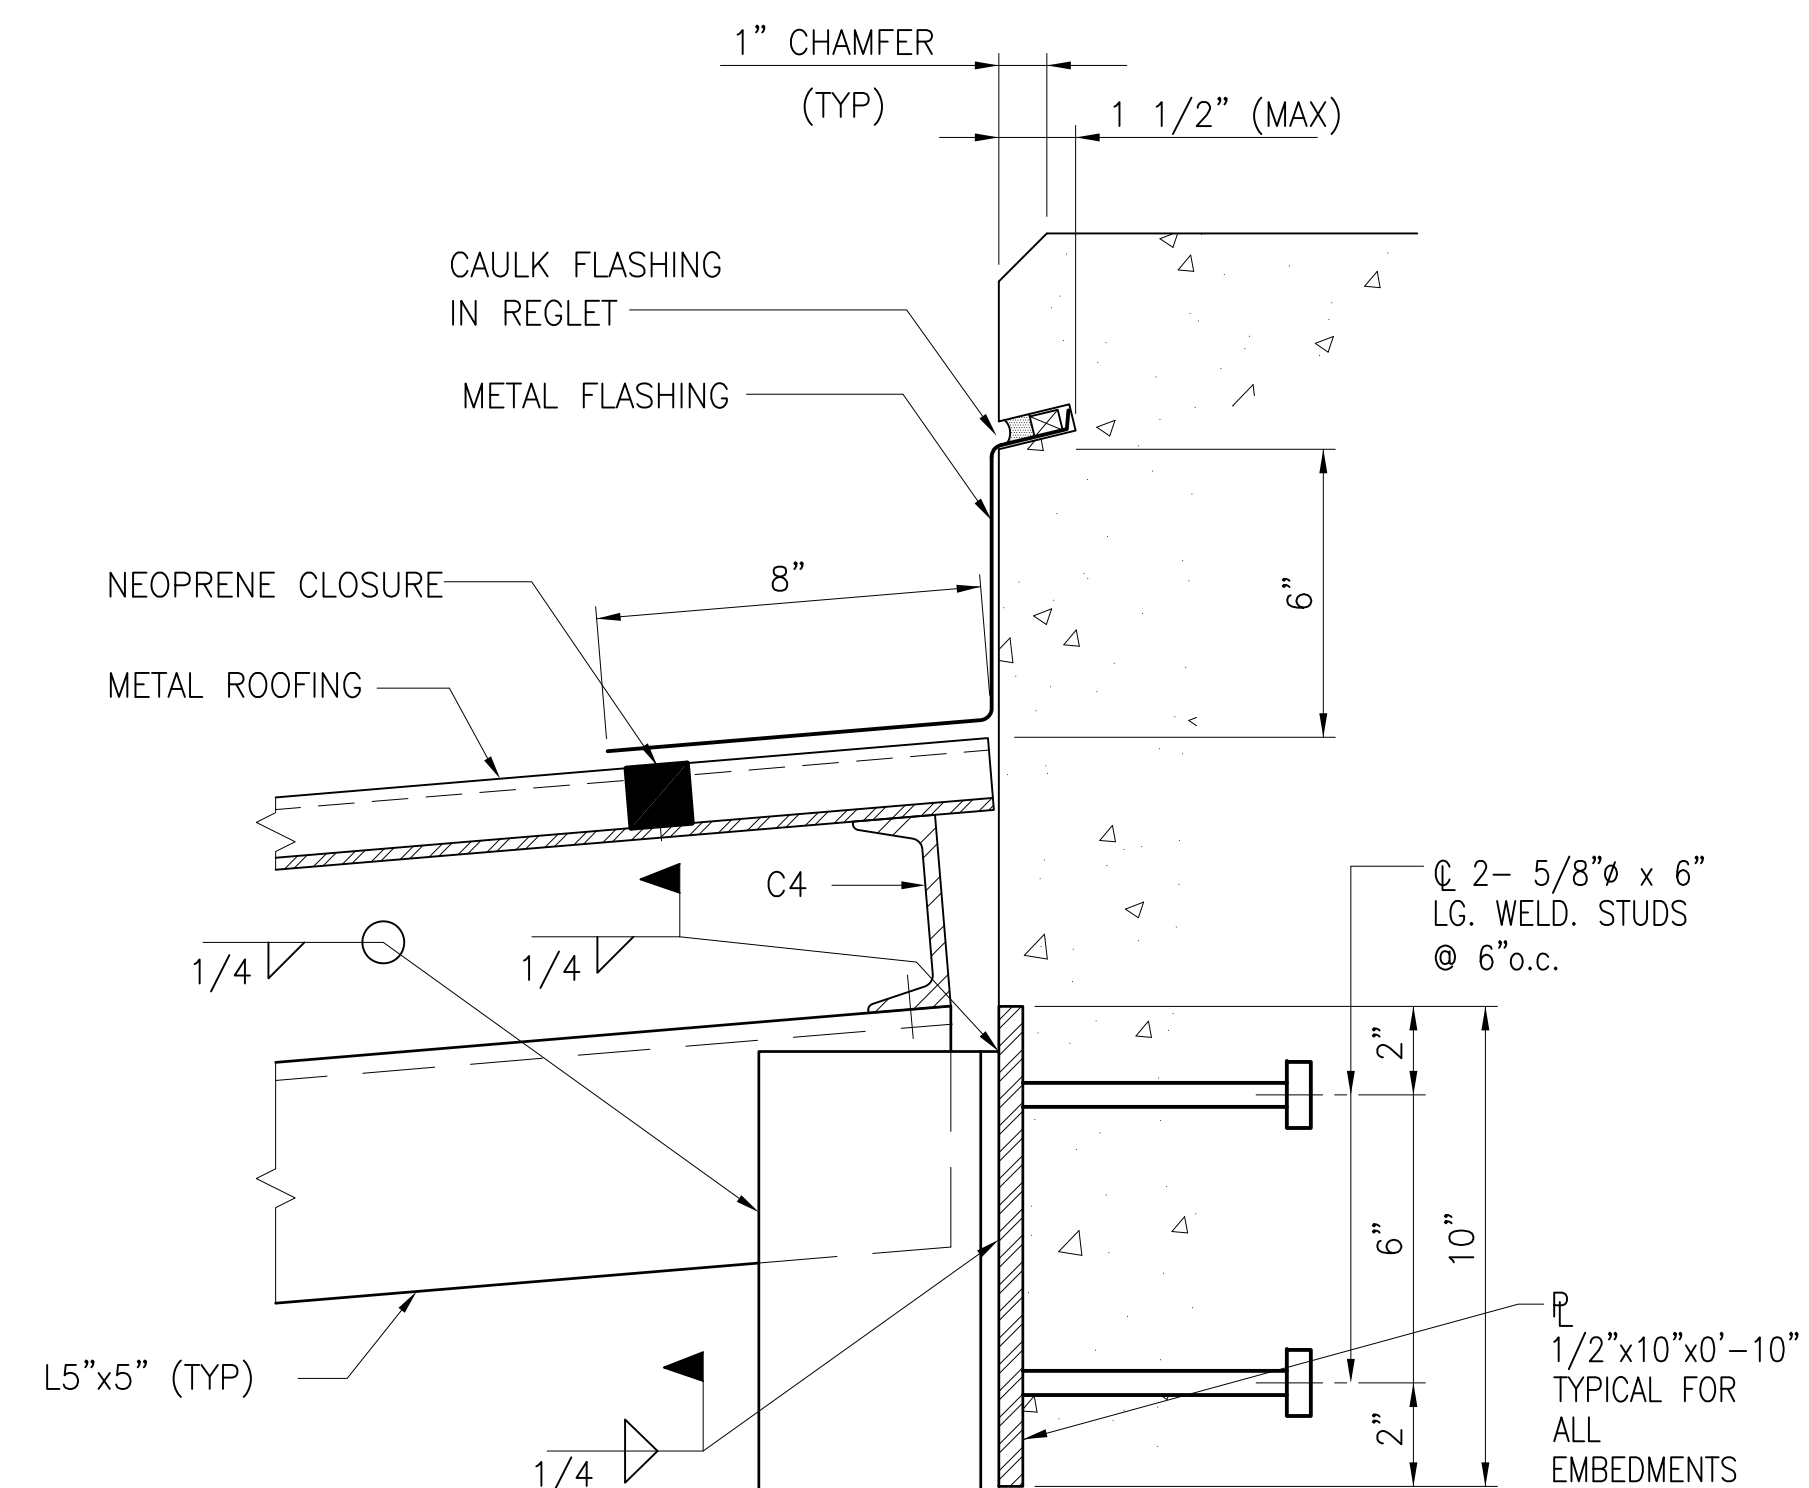 1” CHAMFER
(TYP)
1 1/2” (MAX)
CAULK FLASHING
IN REGLET
METAL FLASHING
8”
6”
NEOPRENE CLOSURE
METAL ROOFING
C4
℄ 2– 5/8”ø x 6”
LG. WELD. STUDS
@ 6”o.c.
1/4
1/4
2”
6”
10”
2”
L5”x5” (TYP)
1/4
PL
1/2”x10”x0’–10”
TYPICAL FOR
ALL
EMBEDMENTS